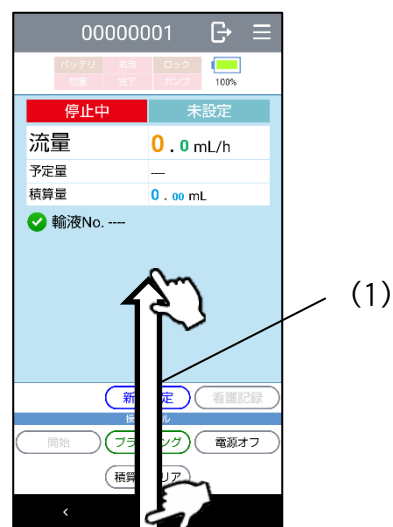 00000001
バッテリ 気泡 ロック
閉塞 完了 ポンプ 100%
停止中 未設定
流量 0.0 mL/h
予定量 ----
積算量 0.00 mL
輸液No. ----
(1)
新 定 看護記録
操 ル
開始 プラ ング 電源オフ
積算 リア